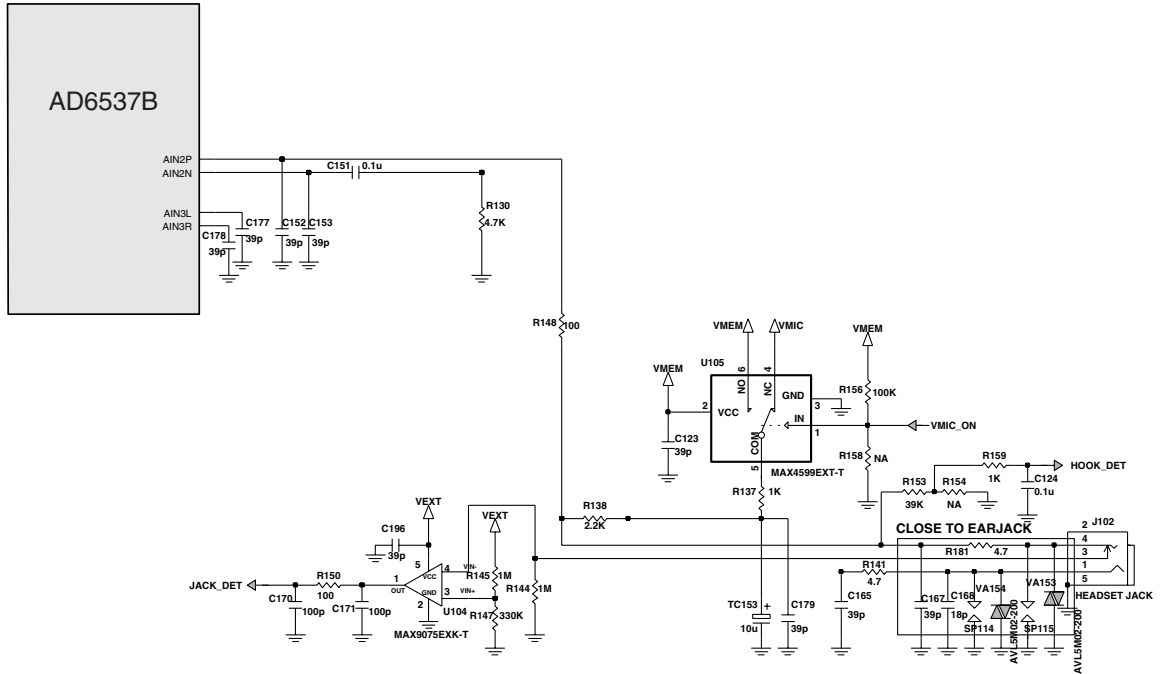 AD6537B
AIN2P
AIN2N
AIN3L
AIN3R
C151 0.1u
R130
4.7K
C177
39p
C178
39p
C152
39p
C153
39p
R148 100
VMEM
VMIC
VMEM
U105
VMEM
6
4
NO
NC
GND
3
2
VCC
IN
1
COM
5
MAX4599EXT-T
R156
100K
VMIC_ON
R158
NA
C123
39p
R137 1K
R159
1K
HOOK_DET
C124
0.1u
R153
39K
R154
NA
R138
2.2K
CLOSE TO EARJACK
J102
2
4
3
1
5
HEADSET JACK
R181 4.7
R141
4.7
VEXT
VEXT
C196
39p
5
VCC
4
VIN-
R145 1M
R144 1M
JACK_DET
R150
100
1
OUT
GND
3
VIN+
2
U104
R147 330K
C170
100p
C171
100p
MAX9075EXK-T
TC153
+
10u
C179
39p
C165
39p
C167
39p
C168
18p
VA154
SP114
AVL5M02-200
SP115
VA153
AVL5M02-200